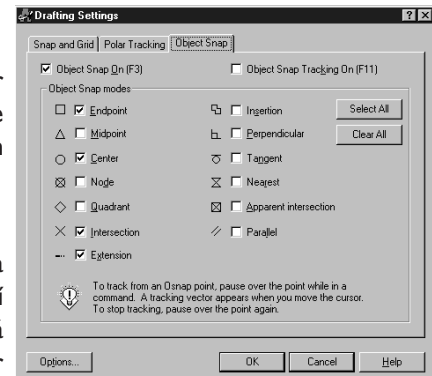 Drafting Settings
Snap and Grid Polar Tracking Object Snap
Object Snap On (F3) Object Snap Tracking On (F11)
Object Snap modes
Endpoint Insertion Select All
Midpoint Perpendicular Clear All
Center Tangent
Node Nearest
Quadrant Apparent intersection
Intersection Parallel
Extension
To track from an Osnap point, pause over the point while in a
command. A tracking vector appears when you move the cursor.
To stop tracking, pause over the point again.
Options... OK Cancel Help